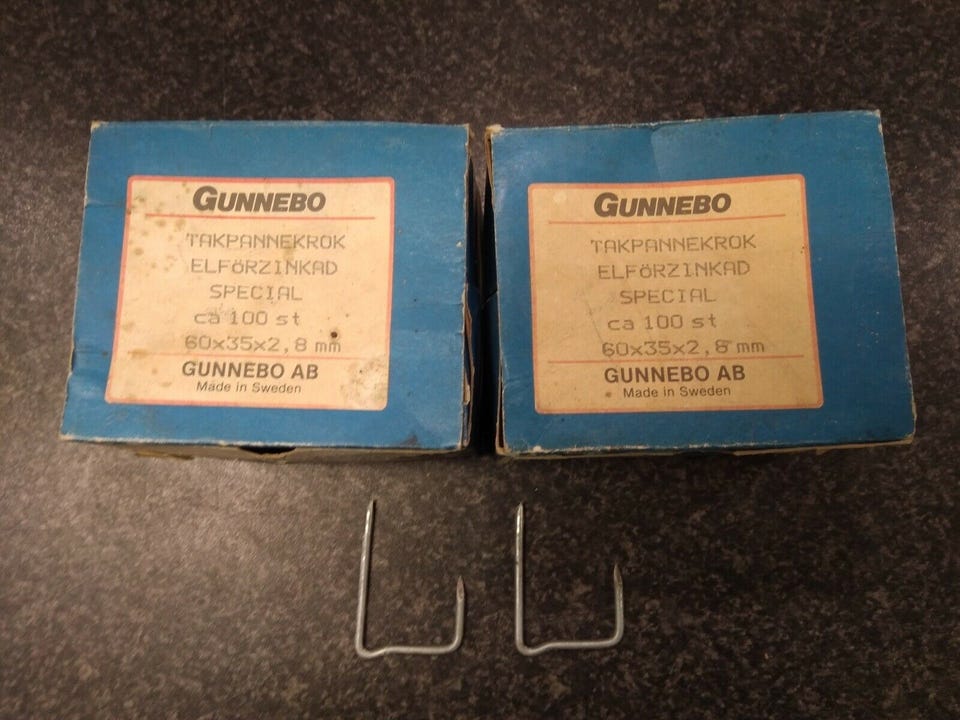 GUNNEBO
TAKPANNEKROK
ELFÖRZINKAD
SPECIAL
ca 100 st
60x35x2,8 mm
GUNNEBO AB
Made in Sweden
GUNNEBO
TAKPANNEKROK
ELFÖRZINKAD
SPECIAL
ca 100 st
60x35x2,8 mm
GUNNEBO AB
Made in Sweden